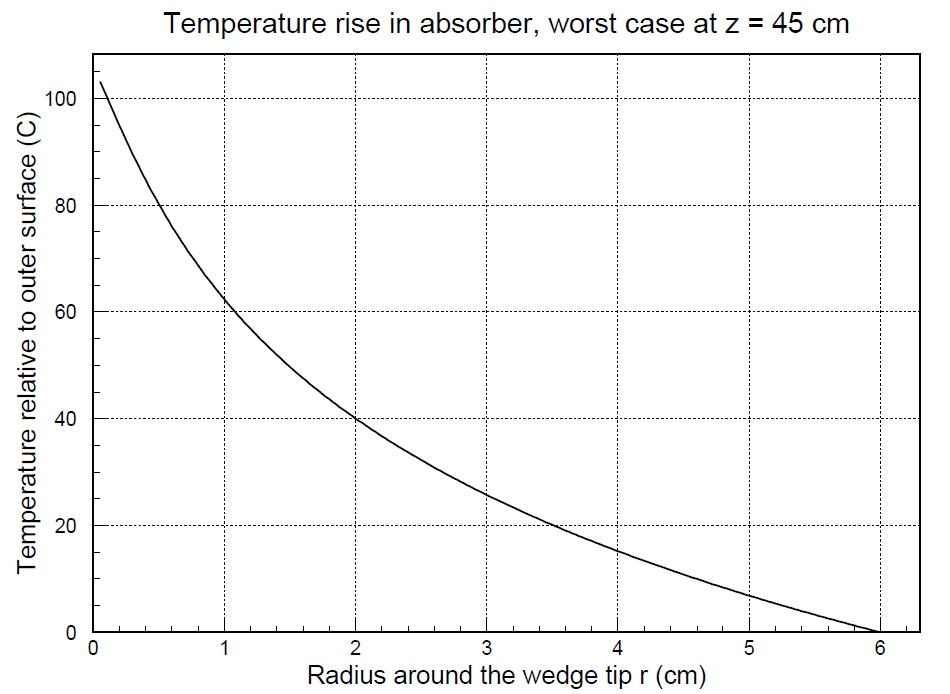 Temperature rise in absorber, worst case at z = 45 cm
Temperature relative to outer surface (C)
100
80
60
40
20
0
0 1 2 3 4 5 6
Radius around the wedge tip r (cm)